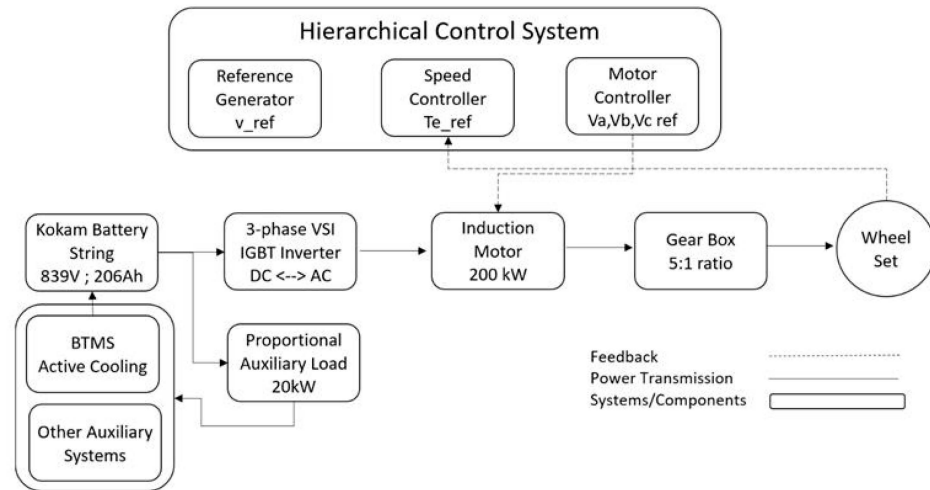 Hierarchical Control System
Reference
Generator
v_ref
Speed
Controller
Te_ref
Motor
Controller
Va,Vb,Vc ref
Kokam Battery
String
839V ; 206Ah
3-phase VSI
IGBT Inverter
DC <--> AC
Induction
Motor
200 kW
Gear Box
5:1 ratio
Wheel
Set
BTMS
Active Cooling
Proportional
Auxiliary Load
20kW
Other Auxiliary
Systems
Feedback
Power Transmission
Systems/Components